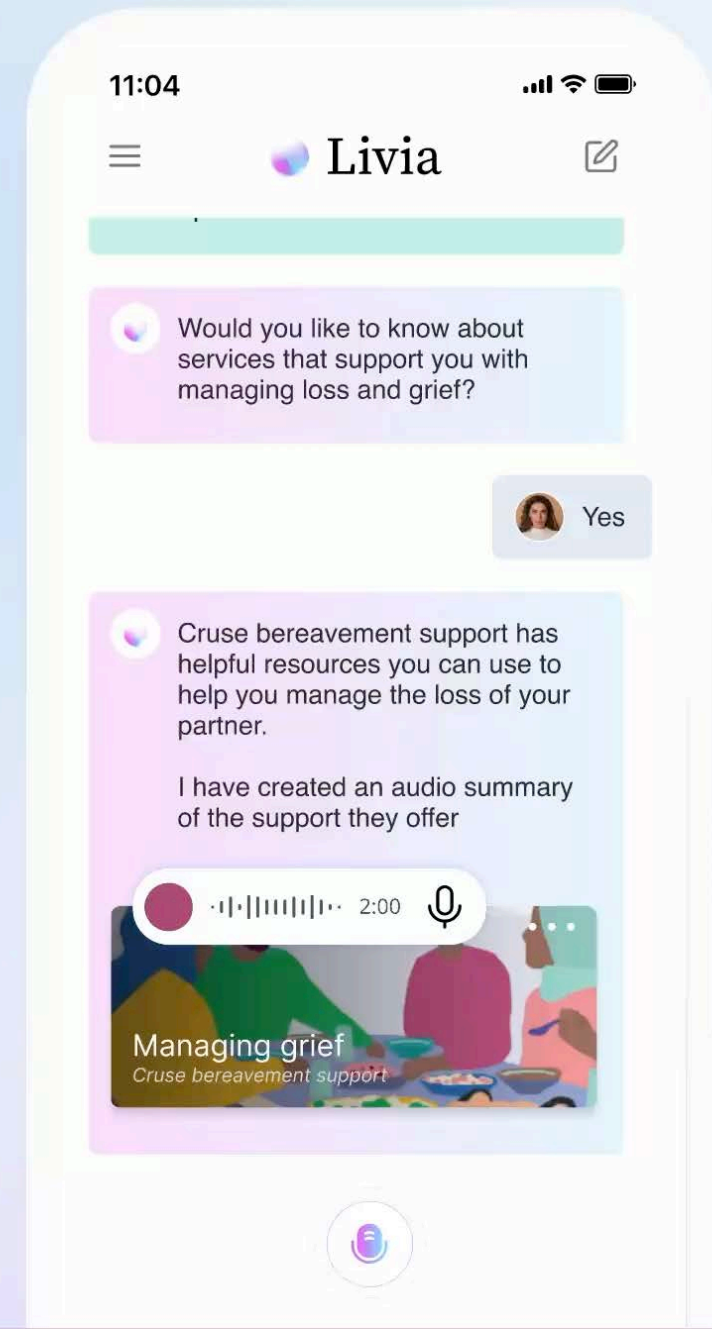 11:04
Livia
Would you like to know about
services that support you with
managing loss and grief?
Yes
Cruse bereavement support has
helpful resources you can use to
help you manage the loss of your
partner.
I have created an audio summary
of the support they offer
2:00
Managing grief
Cruse bereavement support